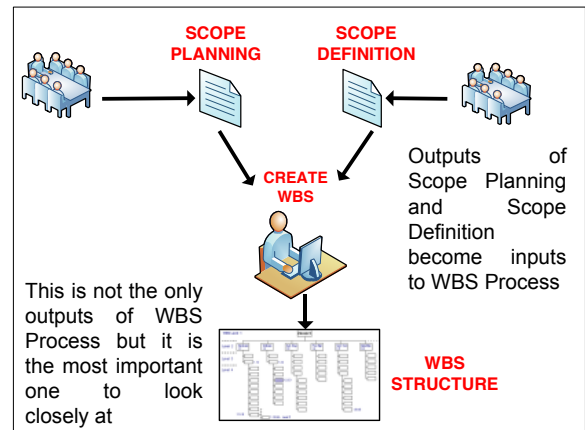 SCOPE
PLANNING
SCOPE
DEFINITION
CREATE
WBS
Outputs of
Scope Planning
and Scope
Definition
become inputs
to WBS Process
This is not the only
outputs of WBS
Process but it is
the most important
one to look
closely at
WBS
STRUCTURE